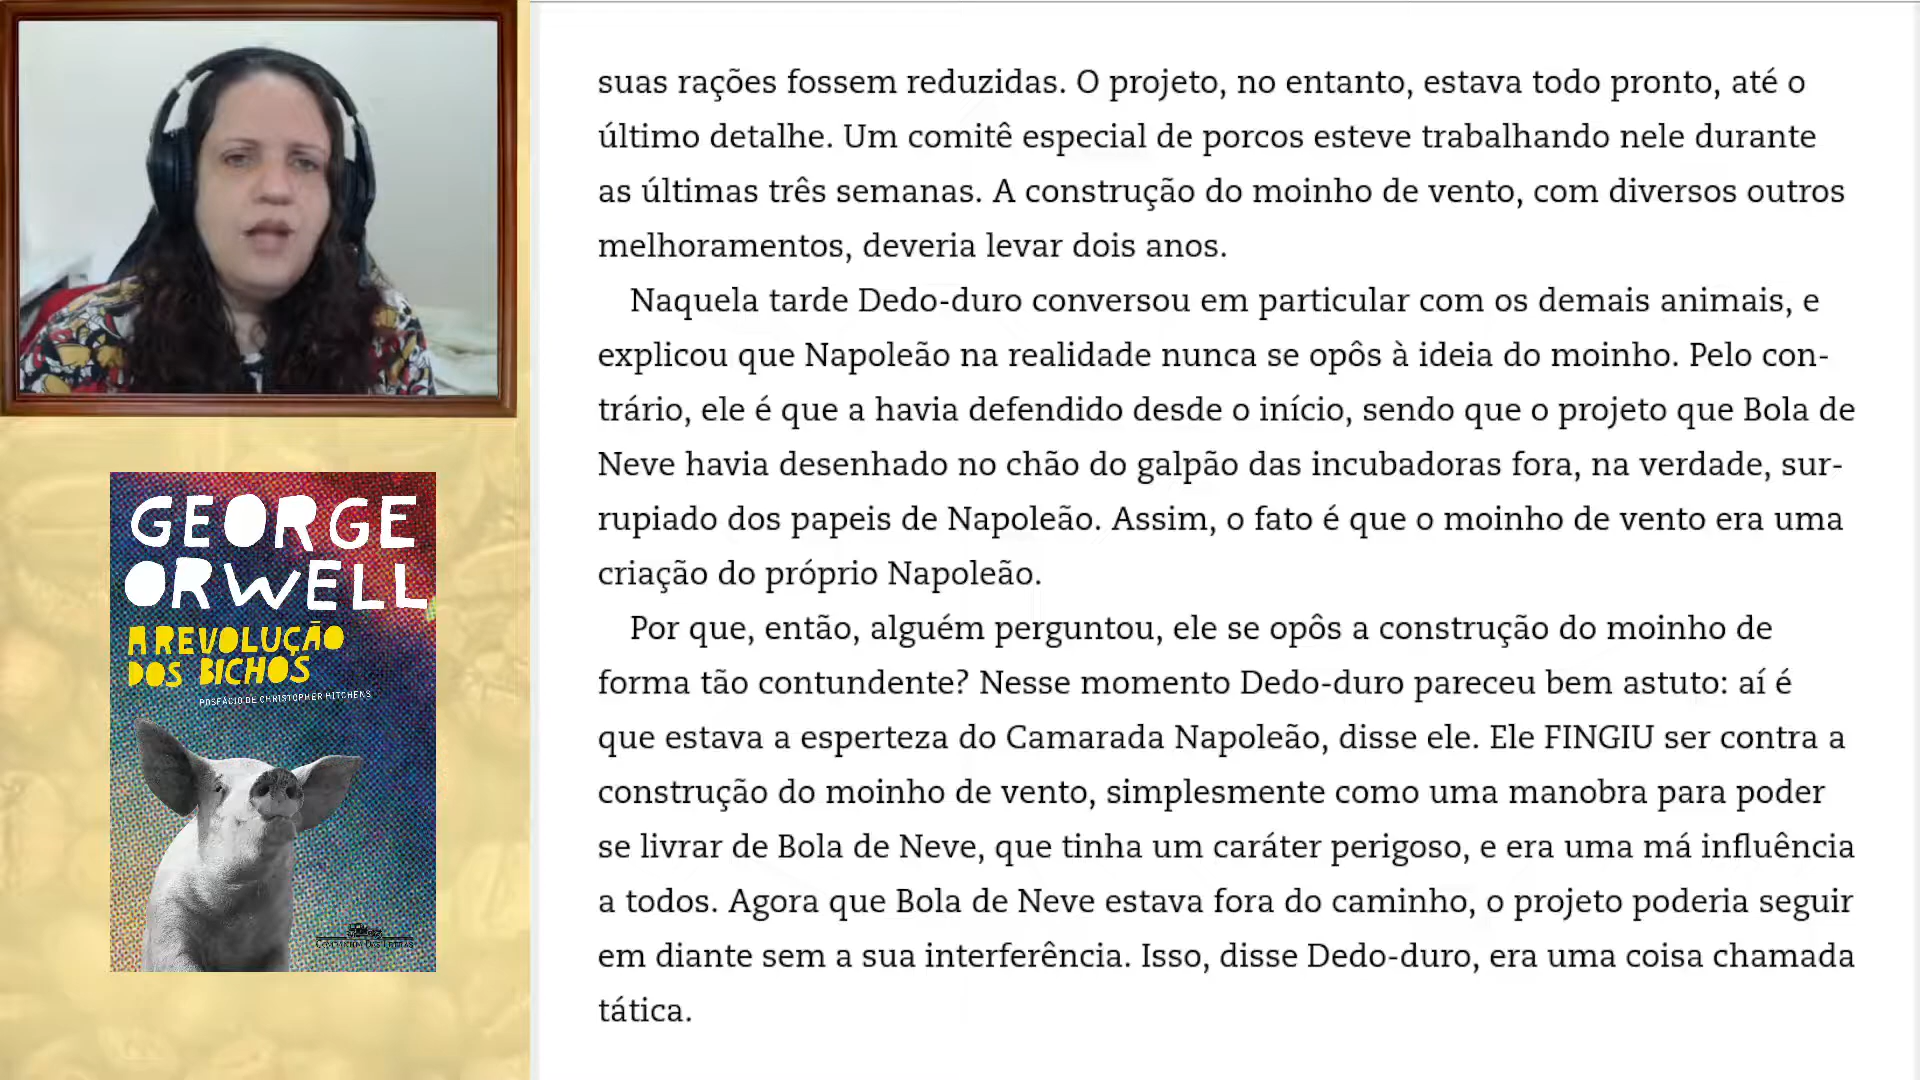 suas rações fossem reduzidas. O projeto, no entanto, estava todo pronto, até o
último detalhe. Um comitê especial de porcos esteve trabalhando nele durante
as últimas três semanas. A construção do moinho de vento, com diversos outros
melhoramentos, deveria levar dois anos.
Naquela tarde Dedo-duro conversou em particular com os demais animais, e
explicou que Napoleão na realidade nunca se opôs à ideia do moinho. Pelo con-
trário, ele é que a havia defendido desde o início, sendo que o projeto que Bola de
Neve havia desenhado no chão do galpão das incubadoras fora, na verdade, sur-
rupiado dos papeis de Napoleão. Assim, o fato é que o moinho de vento era uma
criação do próprio Napoleão.
Por que, então, alguém perguntou, ele se opôs a construção do moinho de
forma tão contundente? Nesse momento Dedo-duro pareceu bem astuto: aí é
que estava a esperteza do Camarada Napoleão, disse ele. Ele FINGIU ser contra a
construção do moinho de vento, simplesmente como uma manobra para poder
se livrar de Bola de Neve, que tinha um caráter perigoso, e era uma má influência
a todos. Agora que Bola de Neve estava fora do caminho, o projeto poderia seguir
em diante sem a sua interferência. Isso, disse Dedo-duro, era uma coisa chamada
tática.
GEORGE
ORWELL
A REVOLUÇÃO
DOS BICHOS
POSFÁCIO DE CHRISTOPHER HITCHENS
COMPANHIA DAS LETRAS